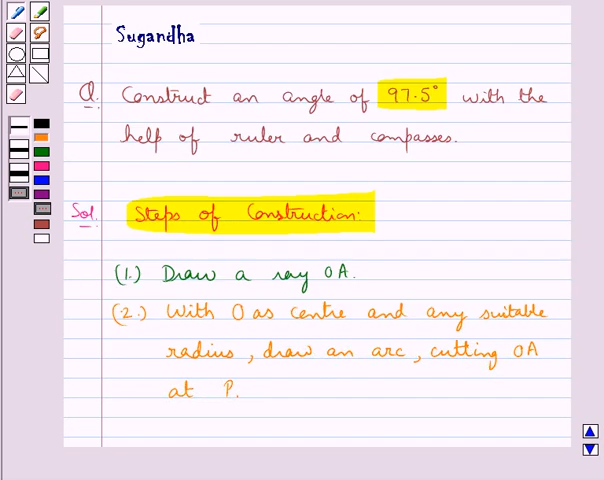 Sugandha
Q. Construct an angle of 97.5° with the
help of ruler and compasses.
Sol. Steps of Construction:
(1.) Draw a ray OA.
(2.) With O as centre and any suitable
radius, draw an arc, cutting OA
at P.